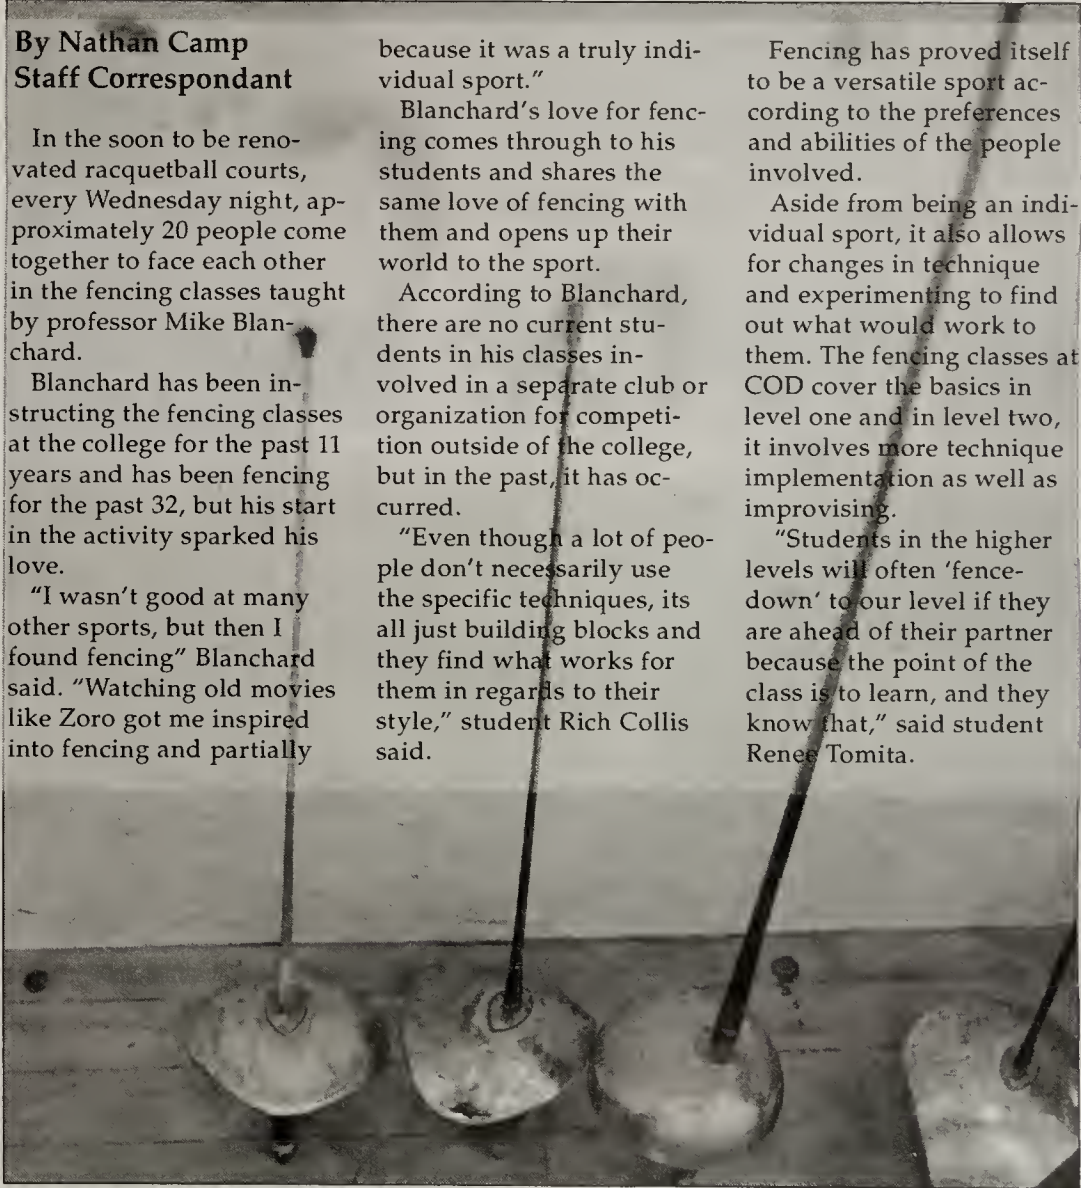 By Nathan Camp
Staff Correspondant
In the soon to be reno-
vated racquetball courts,
every Wednesday night, ap-
proximately 20 people come
together to face each other
in the fencing classes taught
by professor Mike Blan-
chard.
Blanchard has been in-
structing the fencing classes
at the college for the past 11
years and has been fencing
for the past 32, but his start
in the activity sparked his
love.
"I wasn't good at many
other sports, but then I
found fencing" Blanchard
said. "Watching old movies
like Zoro got me inspired
into fencing and partially
because it was a truly indi-
vidual sport."
Blanchard's love for fenc-
ing comes through to his
students and shares the
same love of fencing with
them and opens up their
world to the sport.
According to Blanchard,
there are no current stu-
dents in his classes in-
volved in a separate club or
organization for competi-
tion outside of the college,
but in the past, it has oc-
curred.
"Even though a lot of peo-
ple don't necessarily use
the specific techniques, its
all just building blocks and
they find what works for
them in regards to their
style," student Rich Collis
said.
Fencing has proved itself
to be a versatile sport ac-
cording to the preferences
and abilities of the people
involved.
Aside from being an indi-
vidual sport, it also allows
for changes in technique
and experimenting to find
out what would work to
them. The fencing classes at
COD cover the basics in
level one and in level two,
it involves more technique
implementation as well as
improvising.
"Students in the higher
levels will often 'fence-
down' to our level if they
are ahead of their partner
because the point of the
class is to learn, and they
know that," said student
Renee Tomita.